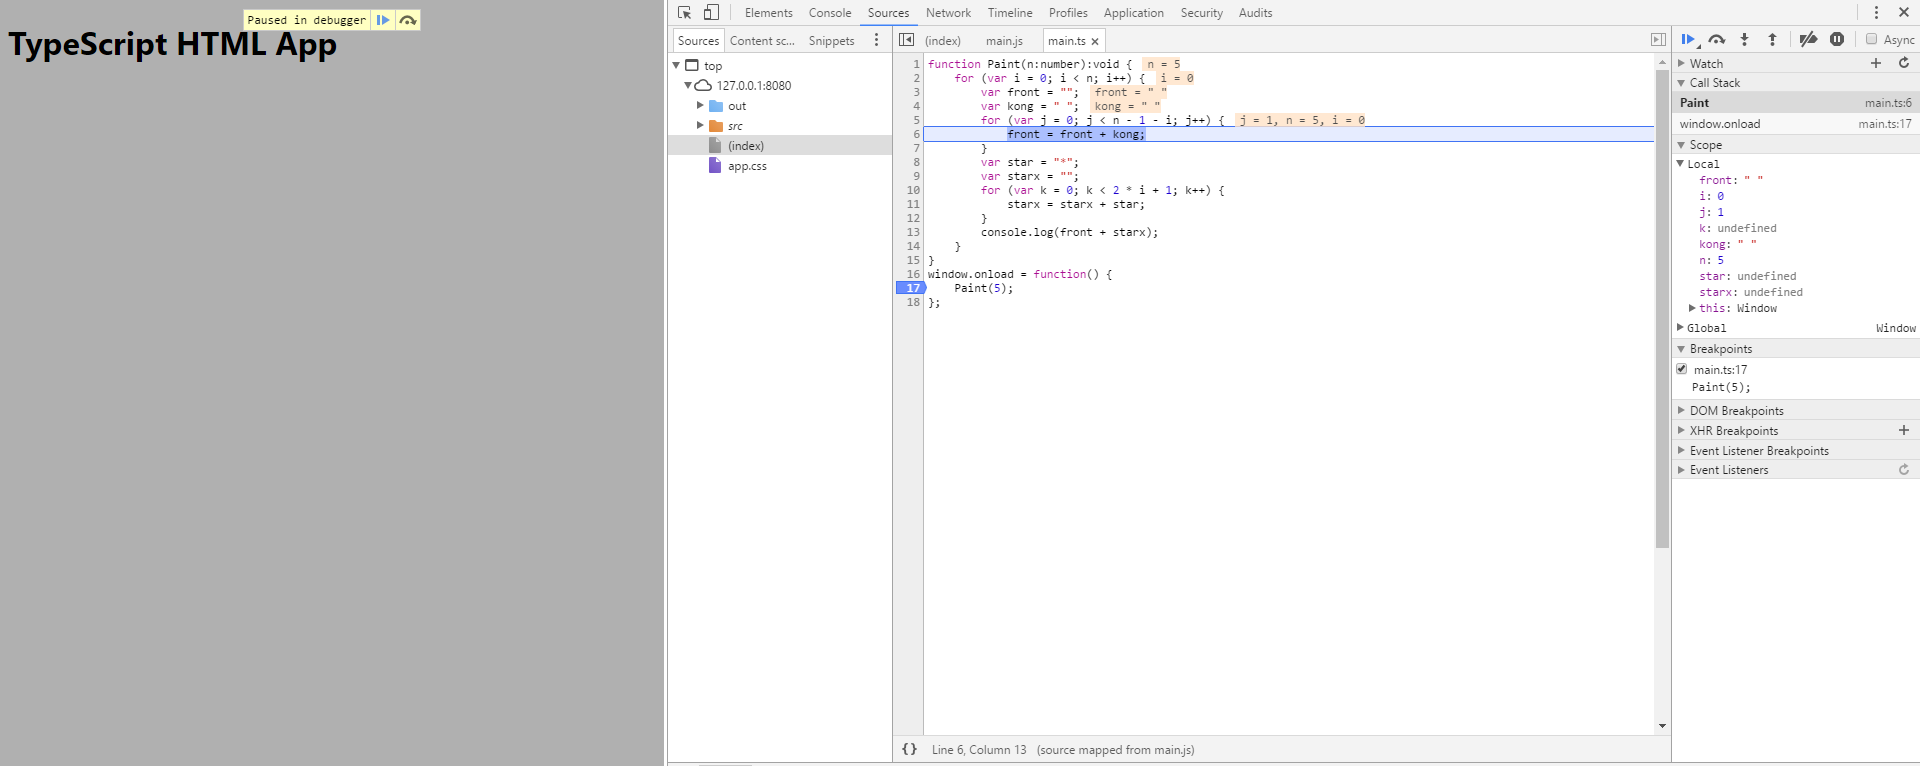 Paused in debugger
TypeScript HTML App
Elements Console Sources Network Timeline Profiles Application Security Audits
Sources Content sc... Snippets
top
127.0.0.1:8080
out
src
(index)
app.css
(index) main.js main.ts
1 function Paint(n:number):void { n = 5
2 for (var i = 0; i < n; i++) { i = 0
3 var front = ""; front = " "
4 var kong = " "; kong = " "
5 for (var j = 0; j < n - 1 - i; j++) { j = 1, n = 5, i = 0
6 front = front + kong;
7 }
8 var star = "*";
9 var starx = "";
10 for (var k = 0; k < 2 * i + 1; k++) {
11 starx = starx + star;
12 }
13 console.log(front + starx);
14 }
15 }
16 window.onload = function() {
17 Paint(5);
18 };
{} Line 6, Column 13 (source mapped from main.js)
Async
Watch
Call Stack
Paint main.ts:6
window.onload main.ts:17
Scope
Local
front: " "
i: 0
j: 1
k: undefined
kong: " "
n: 5
star: undefined
starx: undefined
this: Window
Global Window
Breakpoints
main.ts:17
Paint(5);
DOM Breakpoints
XHR Breakpoints
Event Listener Breakpoints
Event Listeners